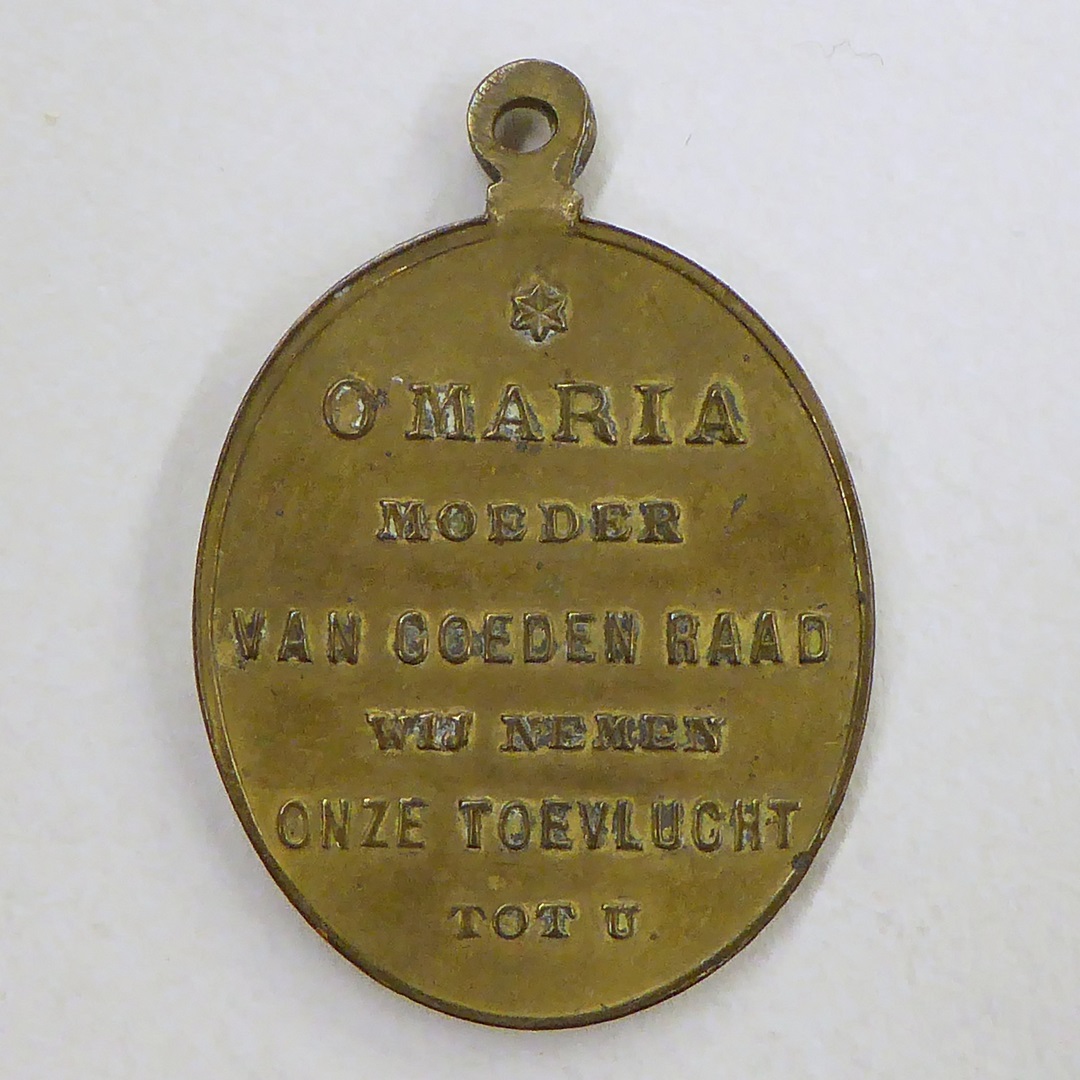 O MARIA
MOEDER
VAN GOEDEN RAAD
WIJ NEMEN
ONZE TOEVLUCHT
TOT U.